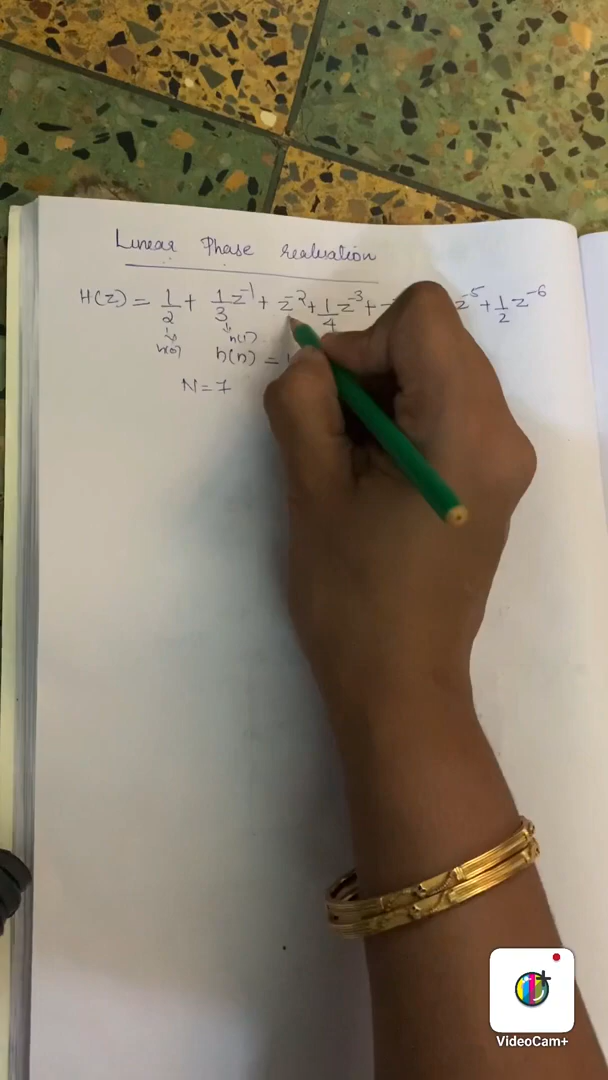 Linear Phase realisation
H(z) = 1/2 + 1/3 z⁻¹ + z⁻² + 1/4 z⁻³ + z⁻⁵ + 1/2 z⁻⁶
h(0) h(1)
h(n) =
N = 7
VideoCam+